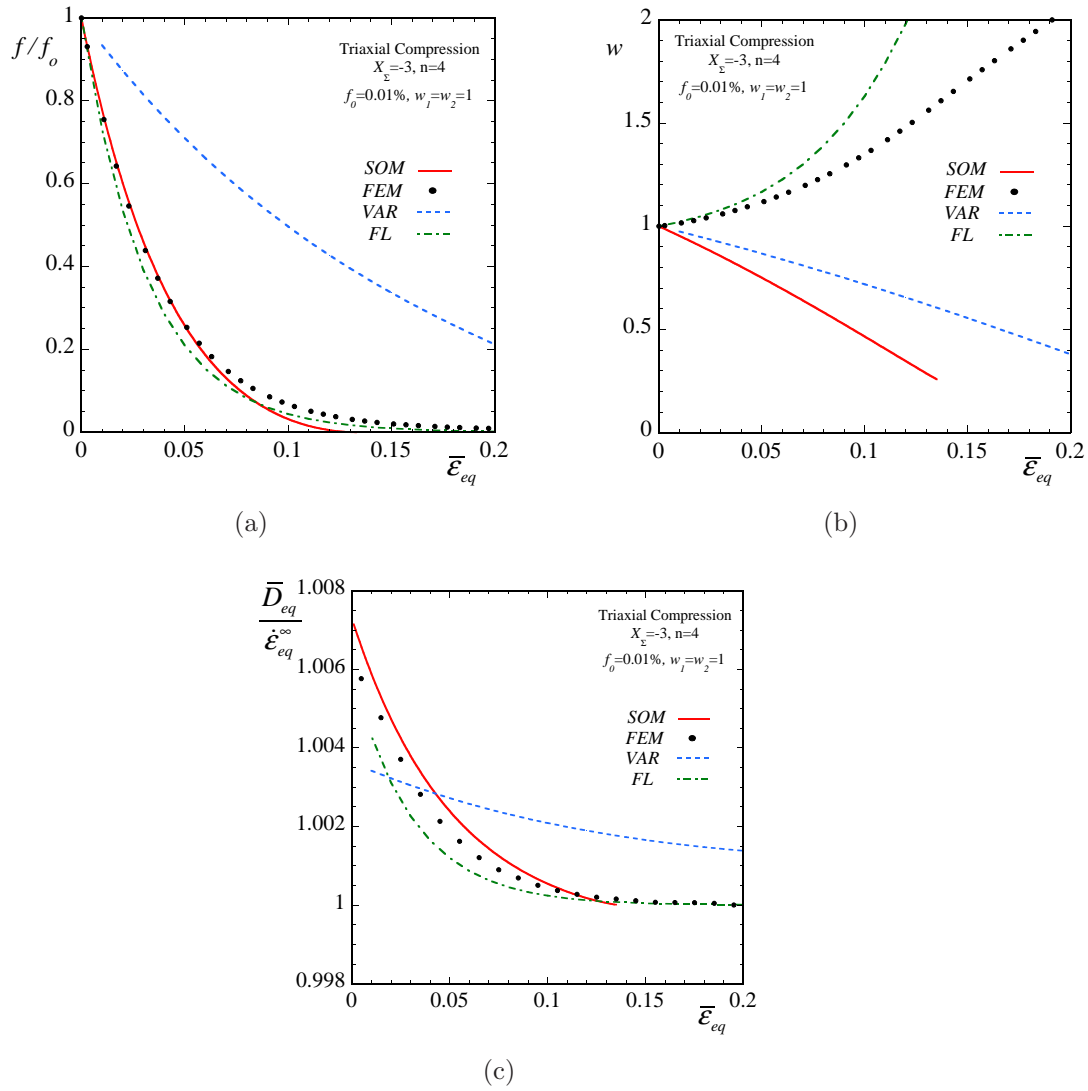 f/f_o
1
0.8
0.6
0.4
0.2
0
0
0.05
0.1
0.15
0.2
ε̅_eq
Triaxial Compression
X_Σ=-3, n=4
f_0=0.01%, w_1=w_2=1
SOM
FEM
VAR
FL
(a)
w
2
1.5
1
0.5
0
0
0.05
0.1
0.15
0.2
ε̅_eq
Triaxial Compression
X_Σ=-3, n=4
f_0=0.01%, w_1=w_2=1
SOM
FEM
VAR
FL
(b)
D̅_eq
ε̇_eq^∞
1.008
1.006
1.004
1.002
1
0.998
0
0.05
0.1
0.15
0.2
ε̅_eq
Triaxial Compression
X_Σ=-3, n=4
f_0=0.01%, w_1=w_2=1
SOM
FEM
VAR
FL
(c)